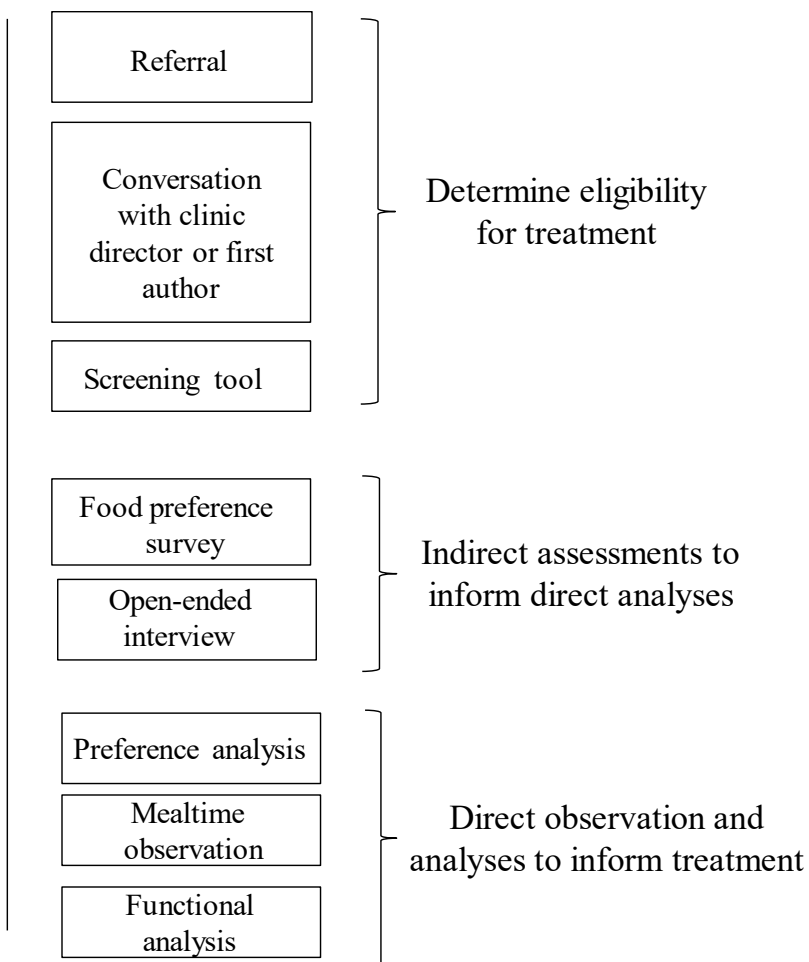 Referral
Conversation
with clinic
director or first
author
Screening tool
Determine eligibility
for treatment
Food preference
survey
Open-ended
interview
Indirect assessments to
inform direct analyses
Preference analysis
Mealtime
observation
Functional
analysis
Direct observation and
analyses to inform treatment